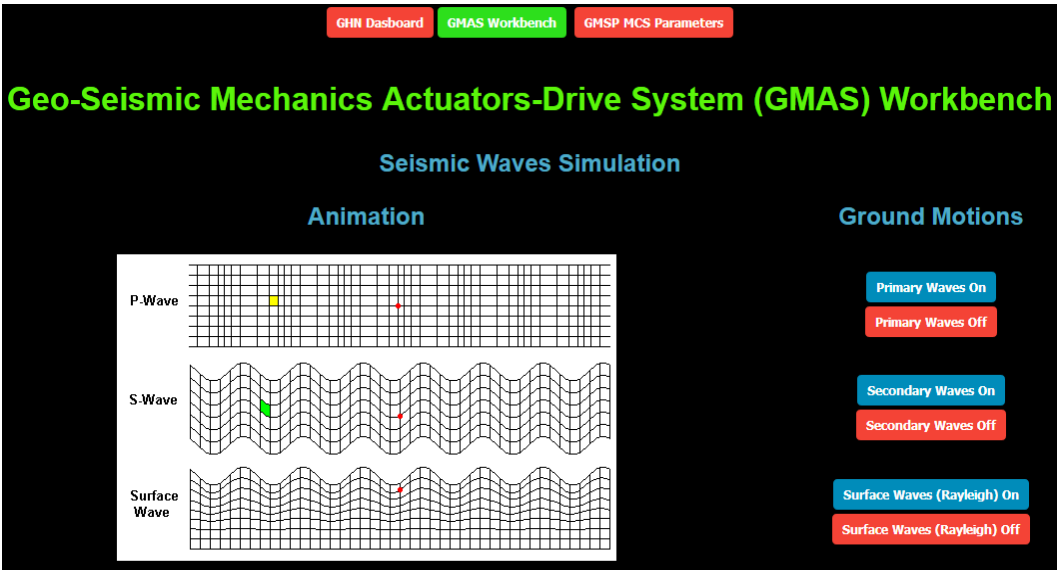 GHN Dasboard GMAS Workbench GMSP MCS Parameters
Geo-Seismic Mechanics Actuators-Drive System (GMAS) Workbench
Seismic Waves Simulation
Animation
Ground Motions
P-Wave
Primary Waves On
Primary Waves Off
S-Wave
Secondary Waves On
Secondary Waves Off
Surface
Wave
Surface Waves (Rayleigh) On
Surface Waves (Rayleigh) Off